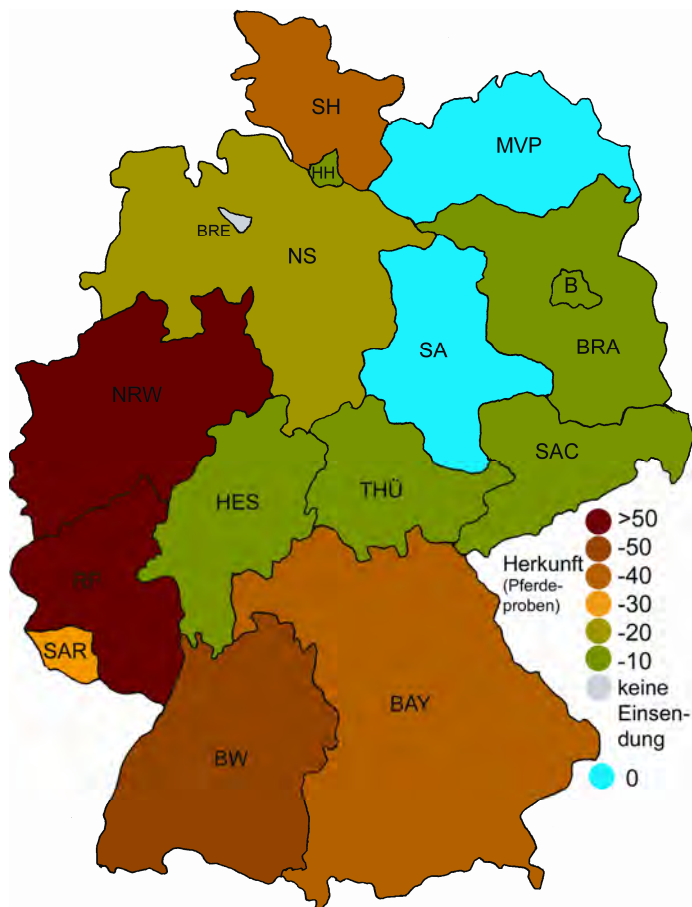 SH
MVP
HH
BRE
NS
B
SA
BRA
NRW
SAC
HES
THÜ
RP
SAR
BAY
BW
Herkunft
(Pferde-
proben)
>50
-50
-40
-30
-20
-10
keine
Einsen-
dung
0